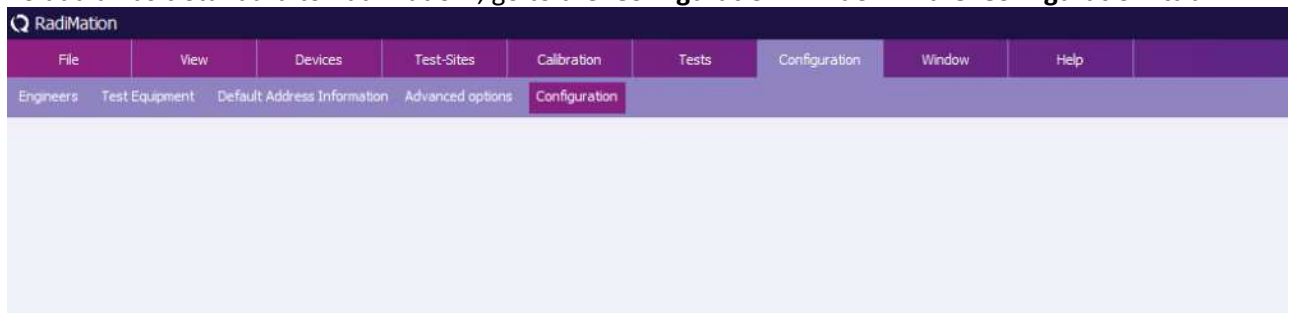 RadiMation
File View Devices Test-Sites Calibration Tests Configuration Window Help
Engineers Test Equipment Default Address Information Advanced options Configuration